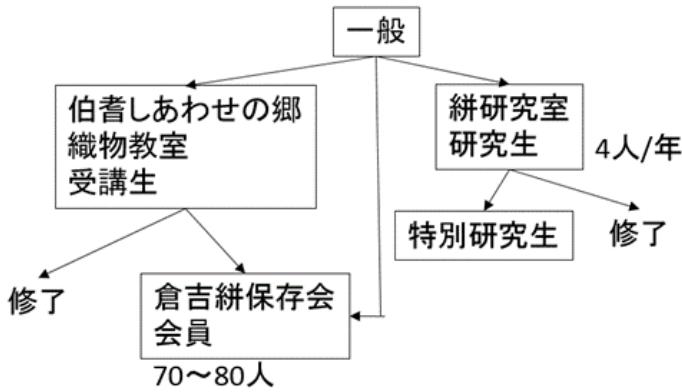 一般
伯耆しあわせの郷
織物教室
受講生
絣研究室
研究生
4人/年
特別研究生
修了
修了
倉吉絣保存会
会員
70～80人